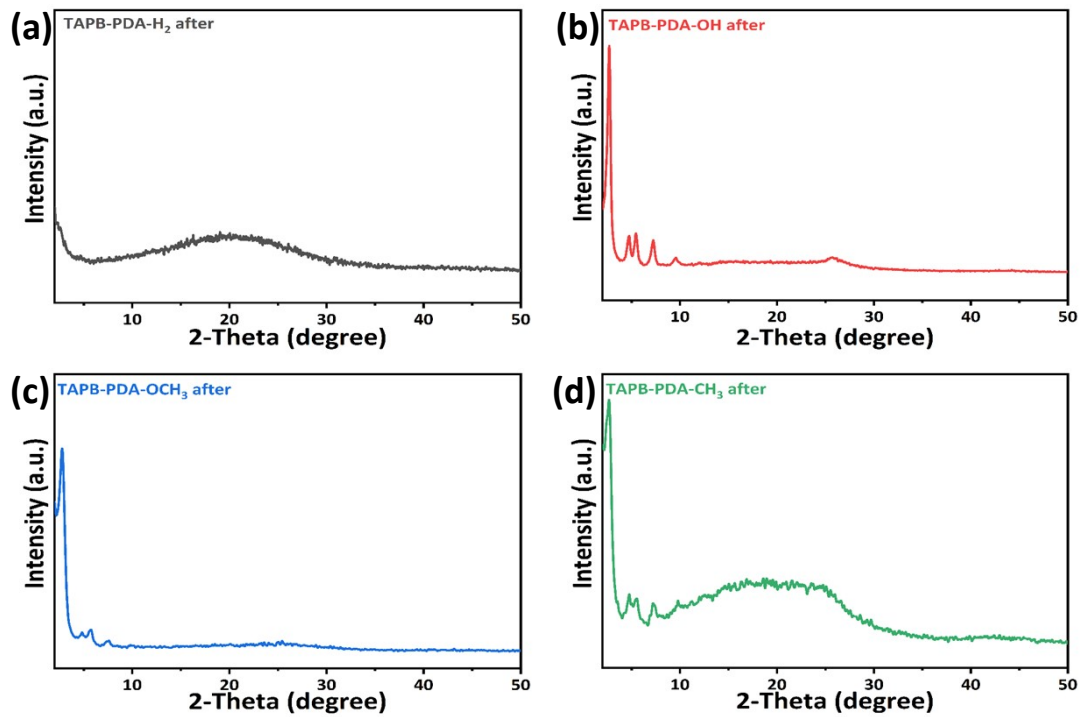 (a)
TAPB-PDA-H₂ after
Intensity (a.u.)
10 20 30 40 50
2-Theta (degree)
(b)
TAPB-PDA-OH after
Intensity (a.u.)
10 20 30 40 50
2-Theta (degree)
(c)
TAPB-PDA-OCH₃ after
Intensity (a.u.)
10 20 30 40 50
2-Theta (degree)
(d)
TAPB-PDA-CH₃ after
Intensity (a.u.)
10 20 30 40 50
2-Theta (degree)